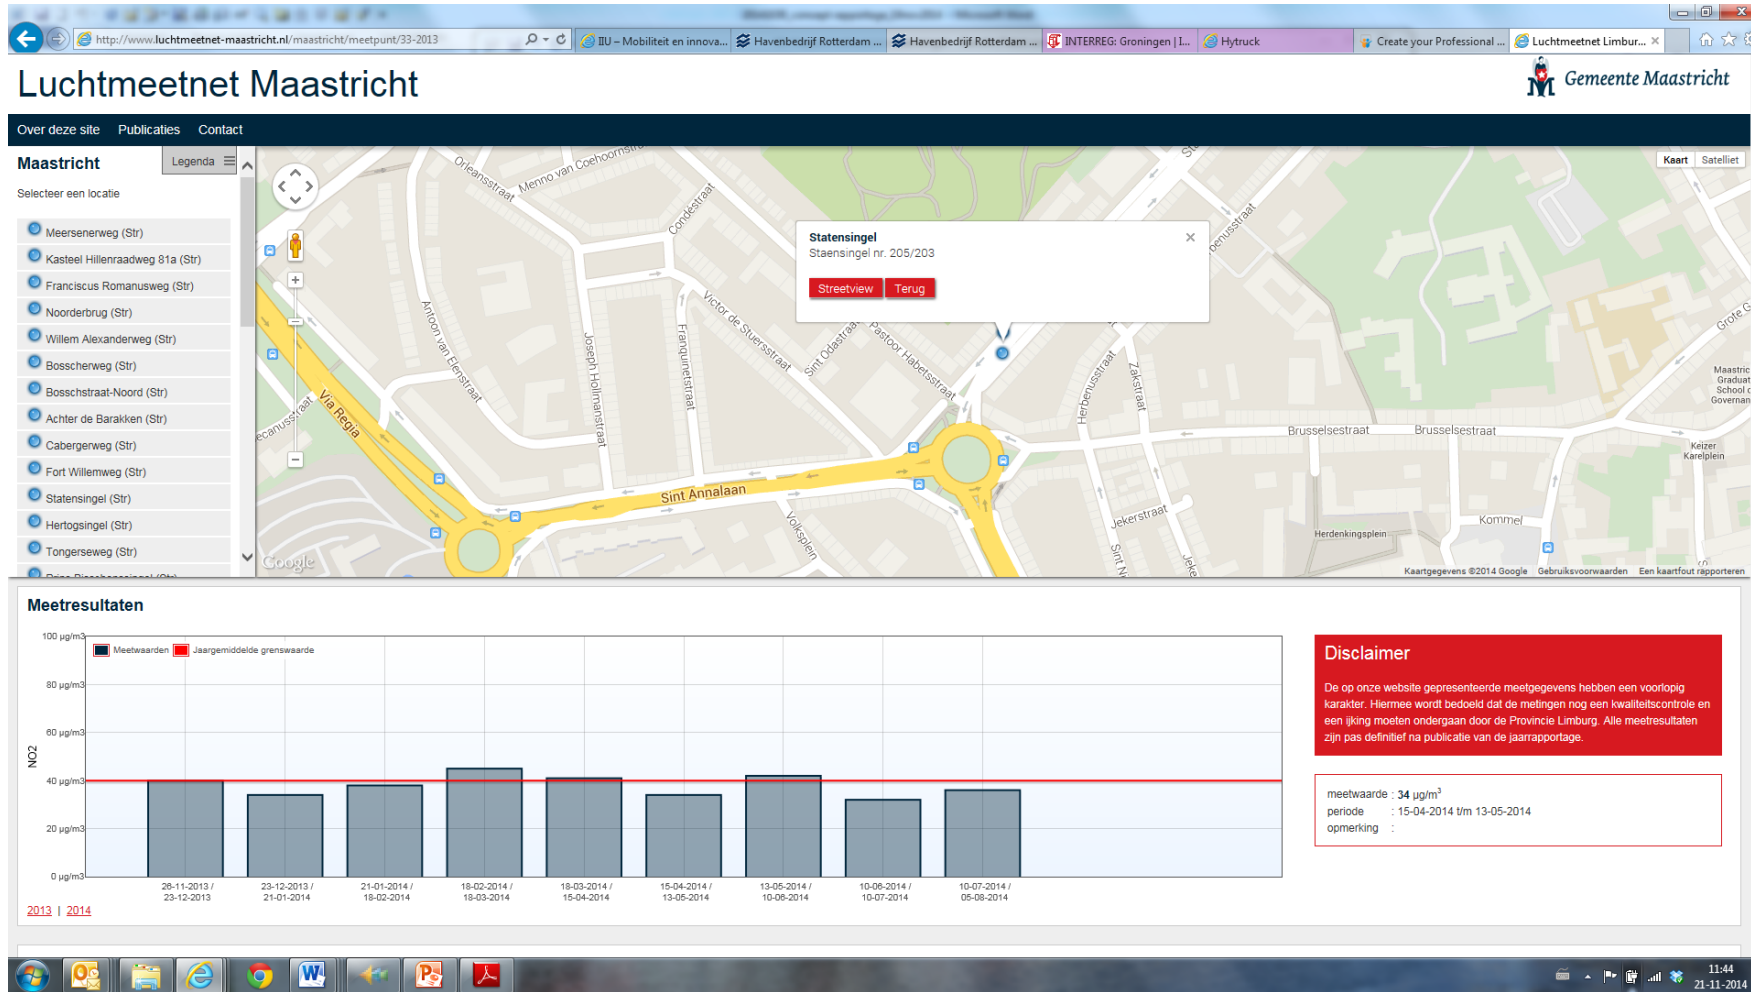 http://www.luchtmeetnet-maastricht.nl/maastricht/meetpunt/33-2013
IIU – Mobiliteit en innova...
Havenbedrijf Rotterdam ...
Havenbedrijf Rotterdam ...
INTERREG: Groningen | I...
Hytruck
Create your Professional ...
Luchtmeetnet Limbur...
Luchtmeetnet Maastricht
Gemeente Maastricht
Over deze site Publicaties Contact
Maastricht
Legenda
Selecteer een locatie
Meersenerweg (Str)
Kasteel Hillenraadweg 81a (Str)
Franciscus Romanusweg (Str)
Noorderbrug (Str)
Willem Alexanderweg (Str)
Bosscherweg (Str)
Bosschstraat-Noord (Str)
Achter de Barakken (Str)
Cabergerweg (Str)
Fort Willemweg (Str)
Statensingel (Str)
Hertogsingel (Str)
Tongerseweg (Str)
Kaart Satelliet
Statensingel
Staensingel nr. 205/203
Streetview Terug
Orleansstraat
Menno van Coehoornstraat
Condéstraat
Antoon van Elenstraat
Joseph Hollmanstraat
Franquinetstraat
Victor de Stuersstraat
Sint Odastraat
Pastoor Habetsstraat
Herbenusstraat
Zakstraat
Via Regia
Sint Annalaan
Volksplein
Brusselsestraat
Brusselsestraat
Jekerstraat
Herdenkingsplein
Kommel
Keizer
Karelplein
Google
Kaartgegevens ©2014 Google Gebruiksvoorwaarden Een kaartfout rapporteren
Meetresultaten
Meetwaarden Jaargemiddelde grenswaarde
100 µg/m3
80 µg/m3
60 µg/m3
40 µg/m3
20 µg/m3
0 µg/m3
NO2
26-11-2013 /
23-12-2013
23-12-2013 /
21-01-2014
21-01-2014 /
18-02-2014
18-02-2014 /
18-03-2014
18-03-2014 /
15-04-2014
15-04-2014 /
13-05-2014
13-05-2014 /
10-06-2014
10-06-2014 /
10-07-2014
10-07-2014 /
05-08-2014
2013 | 2014
Disclaimer
De op onze website gepresenteerde meetgegevens hebben een voorlopig
karakter. Hiermee wordt bedoeld dat de metingen nog een kwaliteitscontrole en
een ijking moeten ondergaan door de Provincie Limburg. Alle meetresultaten
zijn pas definitief na publicatie van de jaarrapportage.
meetwaarde : 34 µg/m³
periode : 15-04-2014 t/m 13-05-2014
opmerking :
11:44
21-11-2014